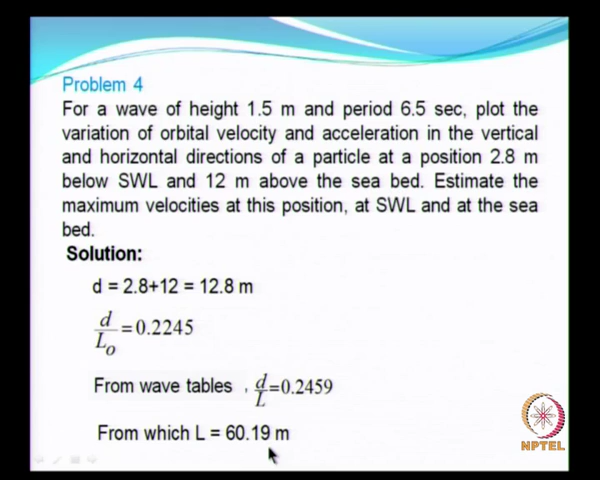 Problem 4
For a wave of height 1.5 m and period 6.5 sec, plot the
variation of orbital velocity and acceleration in the vertical
and horizontal directions of a particle at a position 2.8 m
below SWL and 12 m above the sea bed. Estimate the
maximum velocities at this position, at SWL and at the sea
bed.
Solution:
d = 2.8+12 = 12.8 m
d/L_o = 0.2245
From wave tables , d/L=0.2459
From which L = 60.19 m
NPTEL